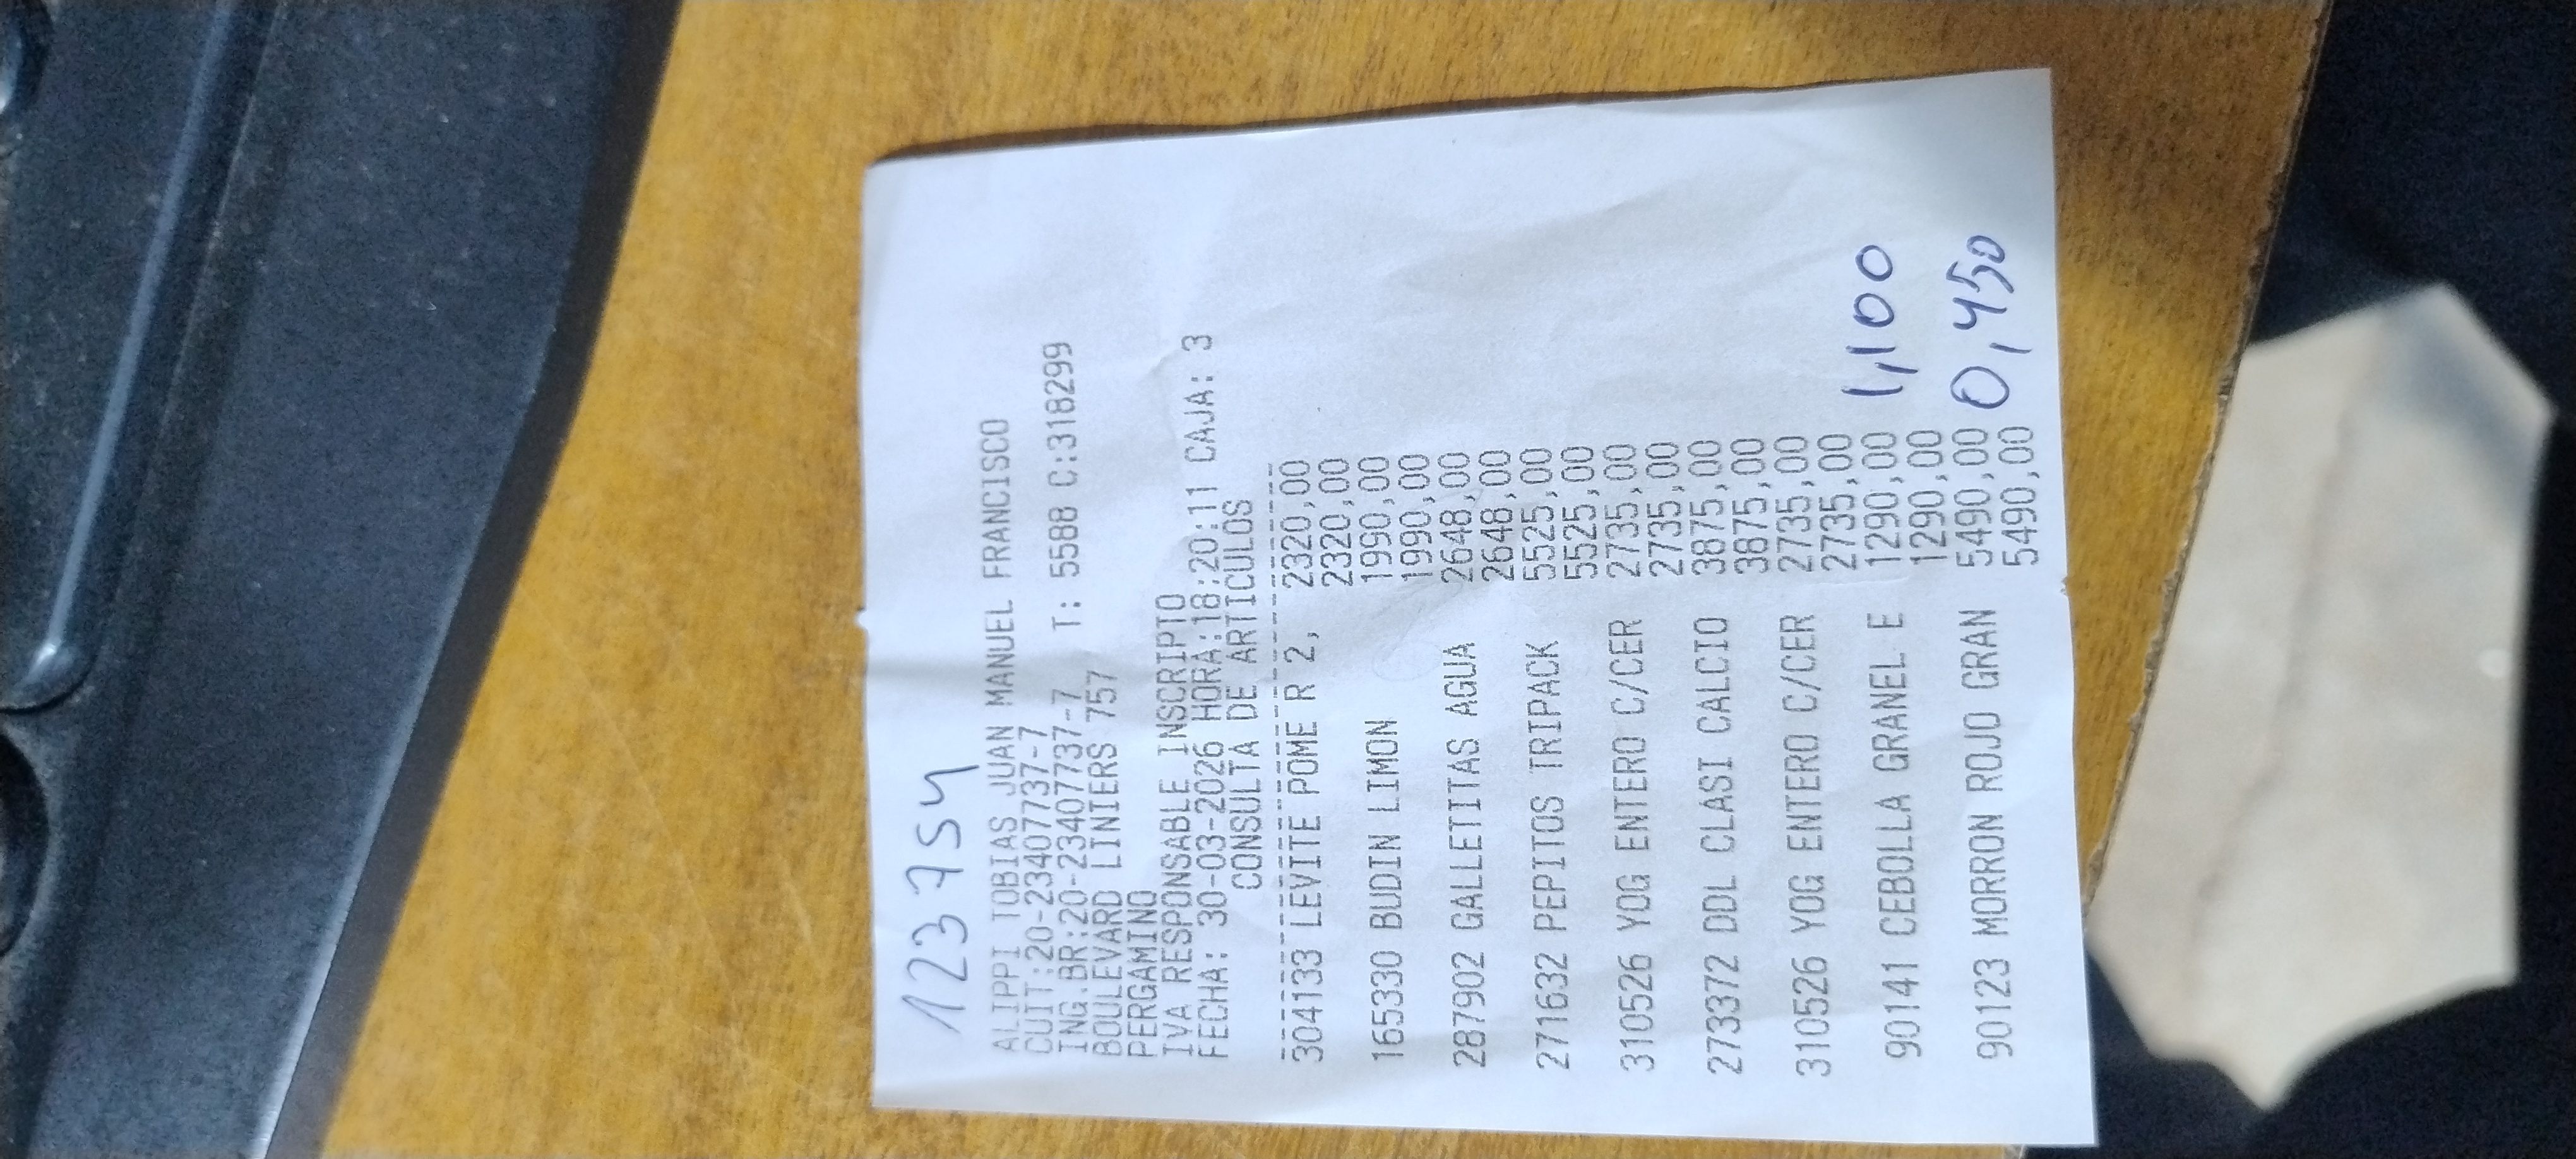 123754
ALIPPI TOBIAS JUAN MANUEL FRANCISCO
CUIT:20-23407737-7
ING.BR:20-23407737-7 T: 5588 C:318299
BOULEVARD LINIERS 757
PERGAMINO
IVA RESPONSABLE INSCRIPTO
FECHA: 30-03-2026 HORA:18:20:11 CAJA: 3
CONSULTA DE ARTICULOS
304133 LEVITE POME R 2, 2320,00
2320,00
165330 BUDIN LIMON 1990,00
1990,00
287902 GALLETITAS AGUA 2648,00
2648,00
271632 PEPITOS TRIPACK 5525,00
5525,00
310526 YOG ENTERO C/CER 2735,00
2735,00
273372 DDL CLASI CALCIO 3875,00
3875,00
310526 YOG ENTERO C/CER 2735,00
2735,00
90141 CEBOLLA GRANEL E 1290,00 1,100
1290,00
90123 MORRON ROJO GRAN 5490,00 0,450
5490,00